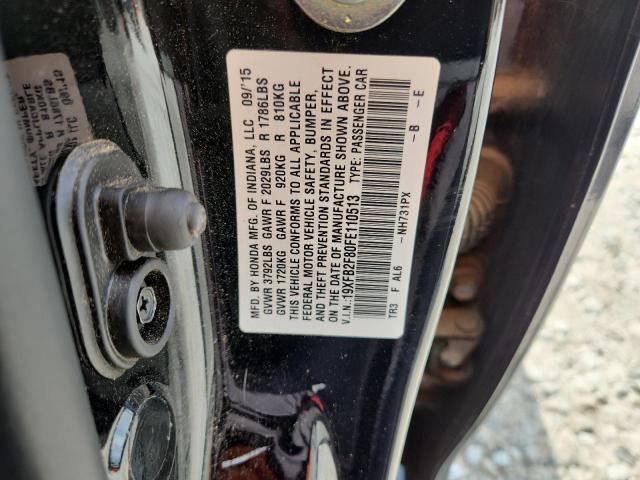 MFD. BY HONDA MFG. OF INDIANA, LLC 09/15
GVWR 3792LBS GAWR F 2029LBS R 1786LBS
GVWR 1720KG GAWR F 920KG R 810KG
THIS VEHICLE CONFORMS TO ALL APPLICABLE
FEDERAL MOTOR VEHICLE SAFETY, BUMPER,
AND THEFT PREVENTION STANDARDS IN EFFECT
ON THE DATE OF MANUFACTURE SHOWN ABOVE.
V.I.N.:19XFB2F80FE110513 TYPE: PASSENGER CAR
TR3 F AL6 -NH731PX -B -E